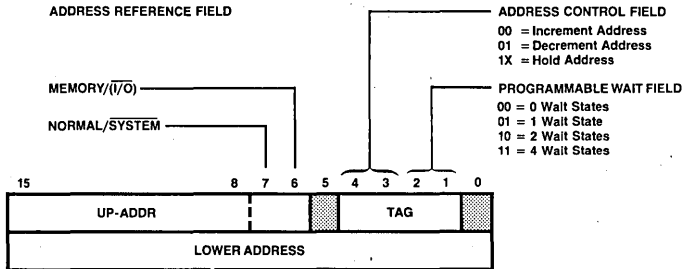 ADDRESS REFERENCE FIELD
ADDRESS CONTROL FIELD
00 = Increment Address
01 = Decrement Address
1X = Hold Address
MEMORY/(I/O)
PROGRAMMABLE WAIT FIELD
00 = 0 Wait States
01 = 1 Wait State
10 = 2 Wait States
11 = 4 Wait States
NORMAL/SYSTEM
15 8 7 6 5 4 3 2 1 0
UP-ADDR TAG
LOWER ADDRESS